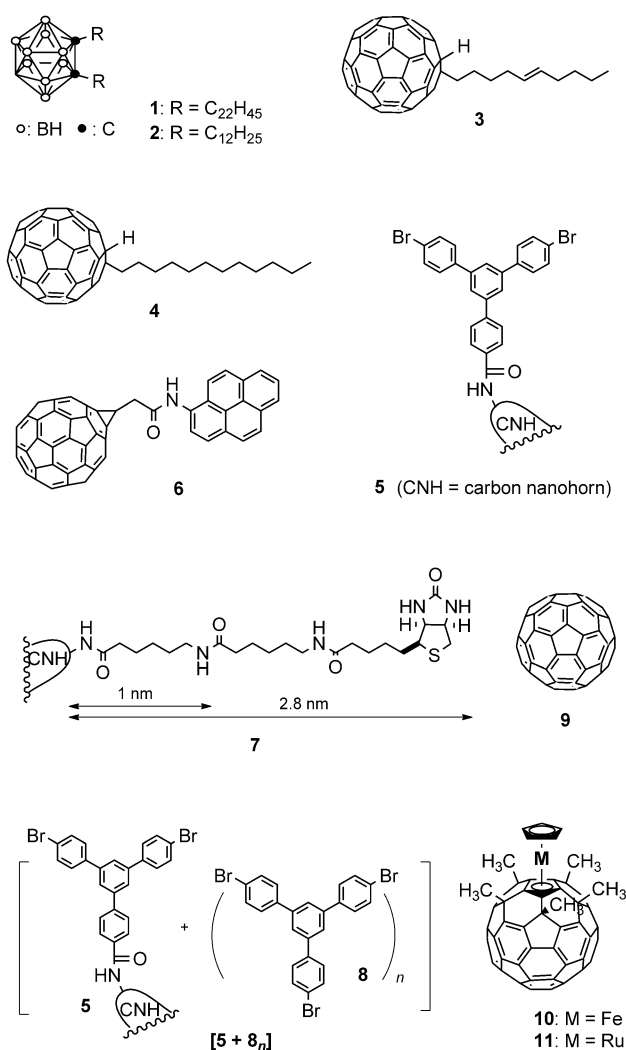 R
R
1: R = C₂₂H₄₅
2: R = C₁₂H₂₅
○: BH ●: C
H
3
H
4
Br
Br
O
HN
CNH
5 (CNH = carbon nanohorn)
H
N
O
6
CNH
NH
O
O
N
H
H
N
O
O
HN
NH
H
H
S
1 nm
2.8 nm
7
9
Br
Br
O
HN
CNH
5
+
Br
Br
Br
8
n
[5 + 8ₙ]
M
H₃C
CH₃
H₃C
CH₃
CH₃
10: M = Fe
11: M = Ru